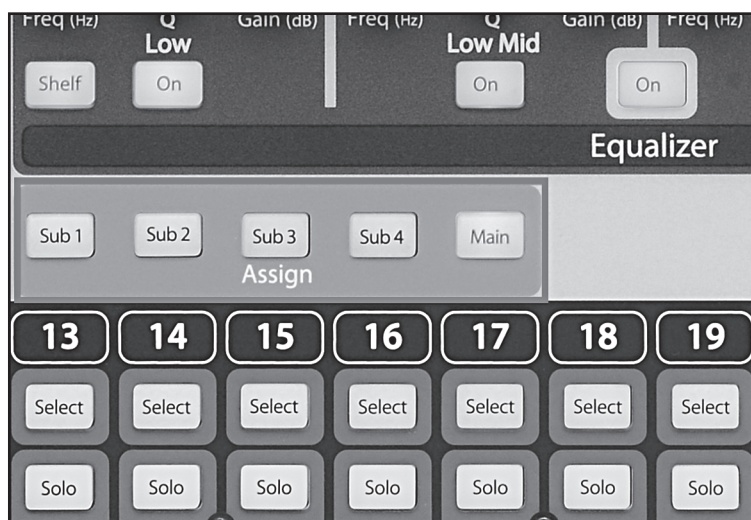 Freq (Hz) Q Gain (dB) Freq (Hz) Q Gain (dB) Freq (Hz)
Low Low Mid
Shelf On On On
Equalizer
Sub 1 Sub 2 Sub 3 Sub 4 Main
Assign
13 14 15 16 17 18 19
Select Select Select Select Select Select Select
Solo Solo Solo Solo Solo Solo Solo